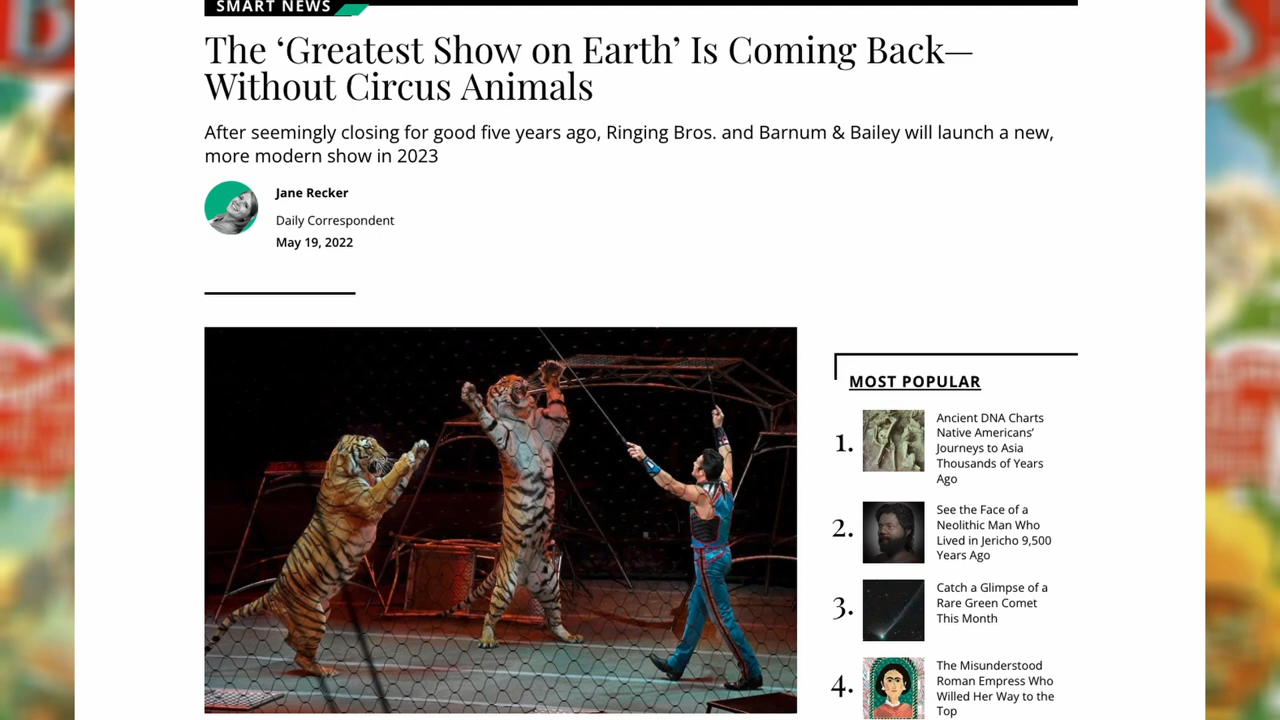 SMART NEWS
The ‘Greatest Show on Earth’ Is Coming Back—
Without Circus Animals
After seemingly closing for good five years ago, Ringing Bros. and Barnum & Bailey will launch a new,
more modern show in 2023
Jane Recker
Daily Correspondent
May 19, 2022
MOST POPULAR
1.
Ancient DNA Charts
Native Americans’
Journeys to Asia
Thousands of Years
Ago
2.
See the Face of a
Neolithic Man Who
Lived in Jericho 9,500
Years Ago
3.
Catch a Glimpse of a
Rare Green Comet
This Month
4.
The Misunderstood
Roman Empress Who
Willed Her Way to the
Top